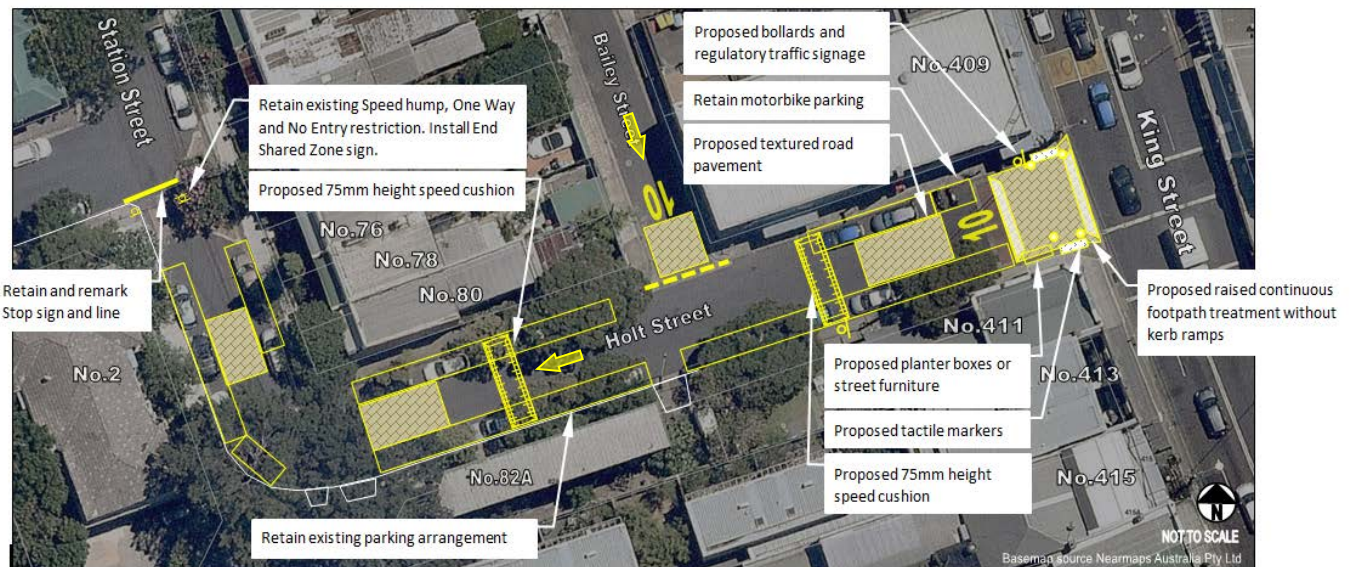 Station Street
Bailey Street
Proposed bollards and
regulatory traffic signage
No.409
407
Retain existing Speed hump, One Way
and No Entry restriction. Install End
Shared Zone sign.
Retain motorbike parking
Proposed textured road
pavement
King Street
Proposed 75mm height speed cushion
10
10
No.76
No.78
No.80
Retain and remark
Stop sign and line
Holt Street
Proposed raised continuous
footpath treatment without
kerb ramps
No.411
No.2
Proposed planter boxes or
street furniture
No.413
Proposed tactile markers
Proposed 75mm height
speed cushion
No.82A
No.415
415
416A
Retain existing parking arrangement
N
NOT TO SCALE
Basemap source Nearmaps Australia Pty Ltd